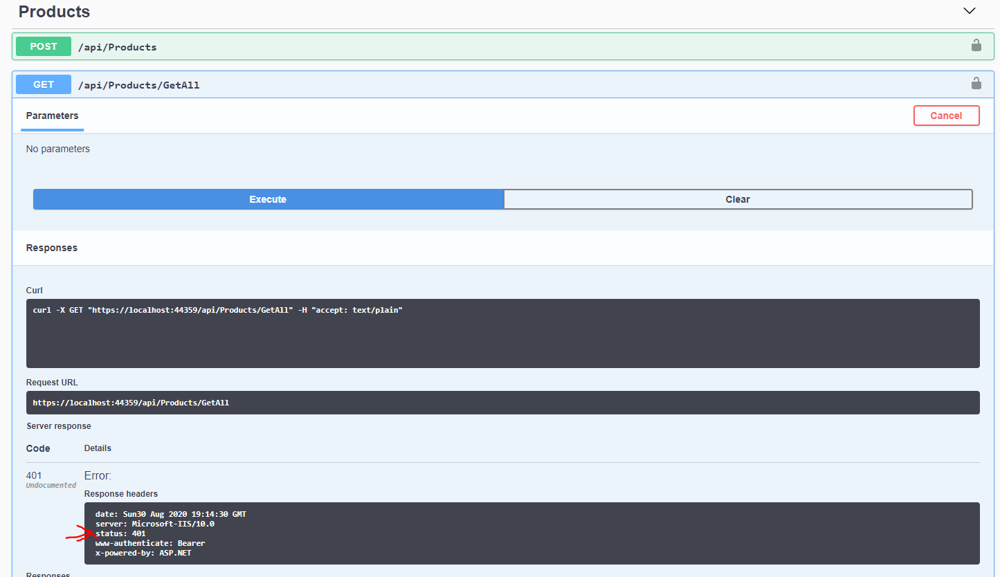 Products
POST /api/Products
GET /api/Products/GetAll
Parameters Cancel
No parameters
Execute Clear
Responses
Curl
curl -X GET "https://localhost:44359/api/Products/GetAll" -H "accept: text/plain"
Request URL
https://localhost:44359/api/Products/GetAll
Server response
Code Details
401 Error:
Undocumented
Response headers
date: Sun30 Aug 2020 19:14:30 GMT
server: Microsoft-IIS/10.0
status: 401
www-authenticate: Bearer
x-powered-by: ASP.NET
Responses